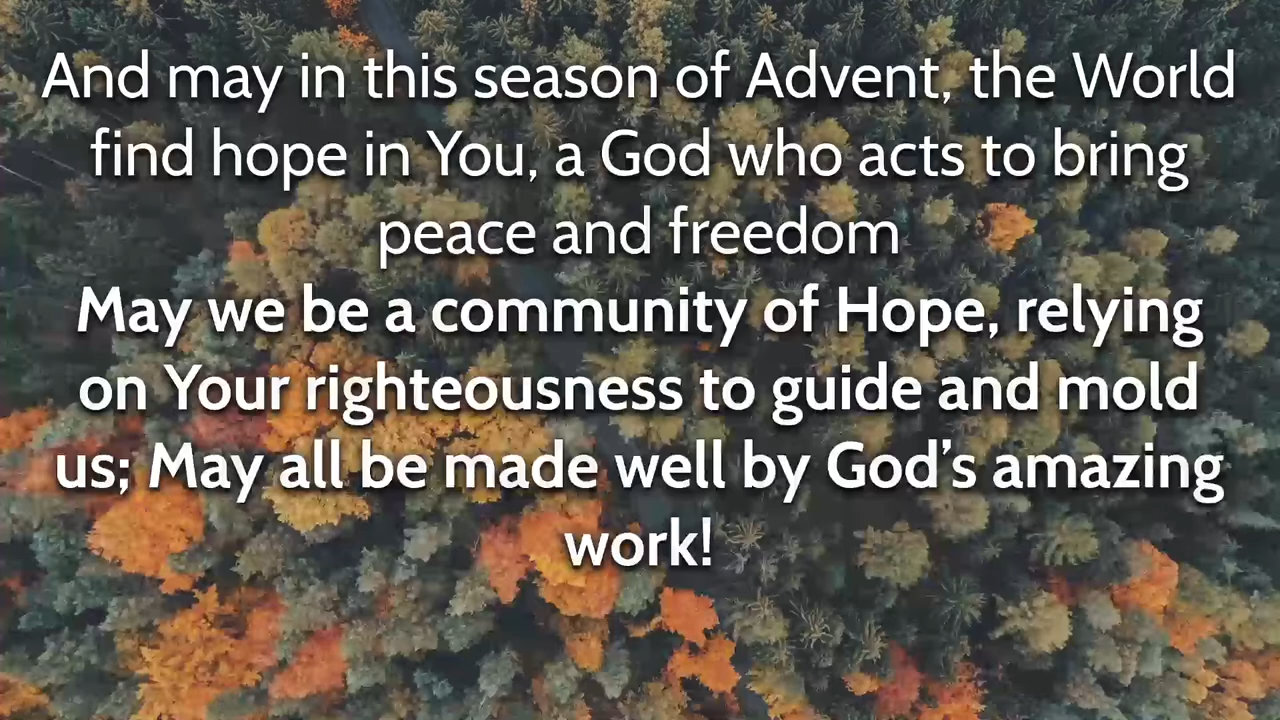 And may in this season of Advent, the World
find hope in You, a God who acts to bring
peace and freedom
May we be a community of Hope, relying
on Your righteousness to guide and mold
us; May all be made well by God’s amazing
work!